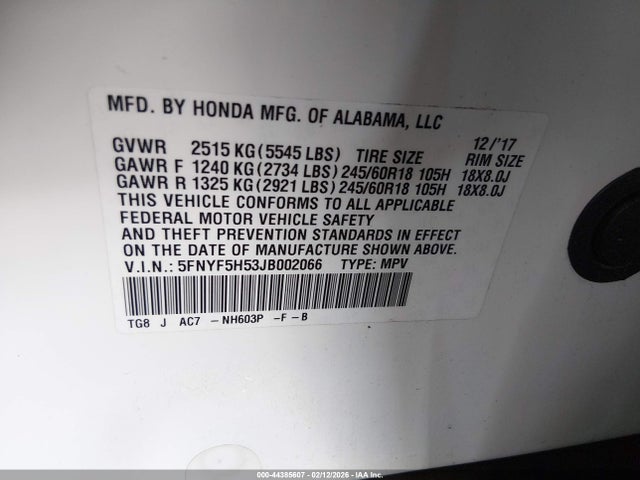 MFD. BY HONDA MFG. OF ALABAMA, LLC
12/'17
GVWR 2515 KG (5545 LBS) TIRE SIZE RIM SIZE
GAWR F 1240 KG (2734 LBS) 245/60R18 105H 18X8.0J
GAWR R 1325 KG (2921 LBS) 245/60R18 105H 18X8.0J
THIS VEHICLE CONFORMS TO ALL APPLICABLE
FEDERAL MOTOR VEHICLE SAFETY
AND THEFT PREVENTION STANDARDS IN EFFECT
ON THE DATE OF MANUFACTURE SHOWN ABOVE.
V.I.N.: 5FNYF5H53JB002066 TYPE: MPV
TG8 J AC7 -NH603P -F-B
000-44385607 - 02/12/2026 - IAAI.COM